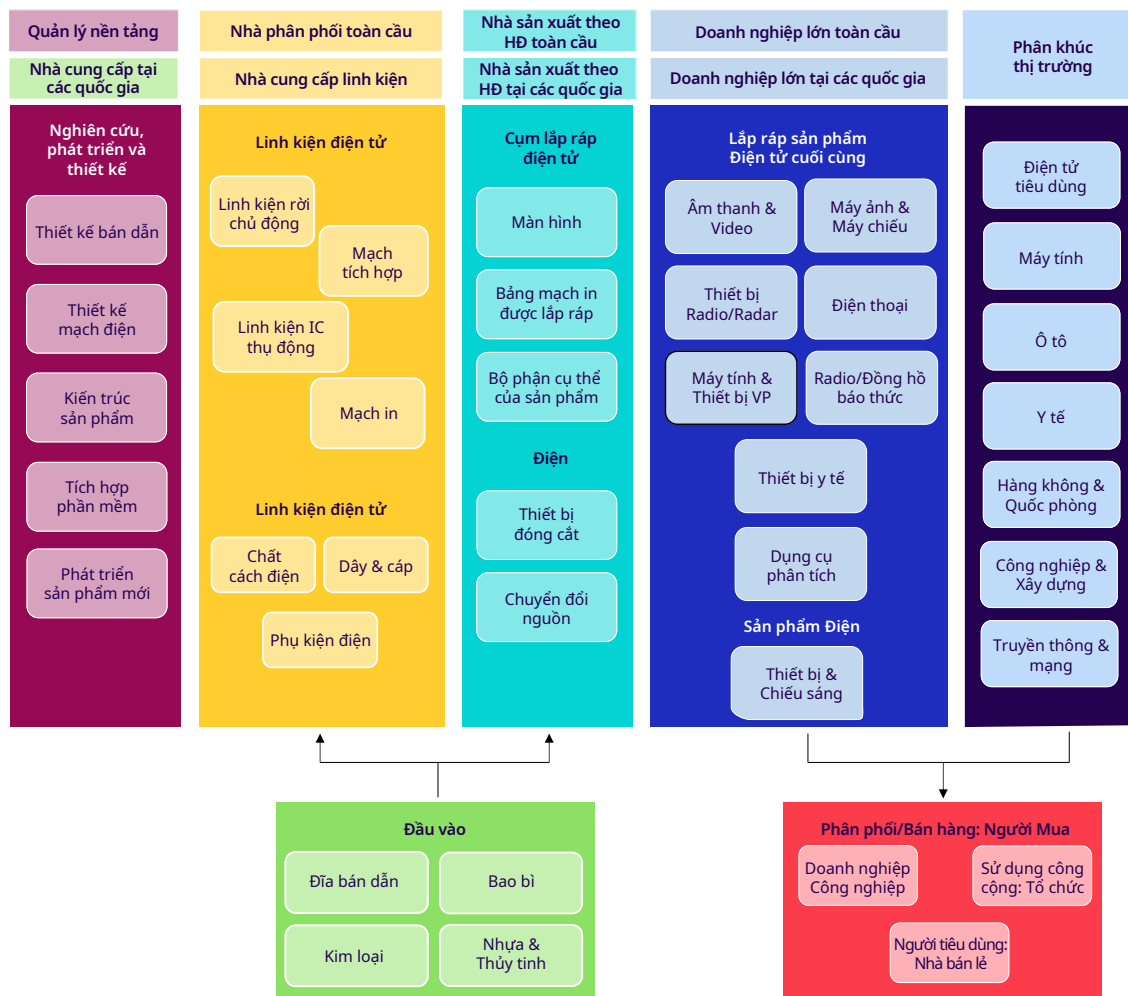 Quản lý nền tảng
Nhà cung cấp tại
các quốc gia
Nghiên cứu,
phát triển và
thiết kế
Thiết kế bán dẫn
Thiết kế
mạch điện
Kiến trúc
sản phẩm
Tích hợp
phần mềm
Phát triển
sản phẩm mới
Nhà phân phối toàn cầu
Nhà cung cấp linh kiện
Linh kiện điện tử
Linh kiện rời
chủ động
Mạch
tích hợp
Linh kiện IC
thụ động
Mạch in
Linh kiện điện tử
Chất
cách điện
Dây & cáp
Phụ kiện điện
Nhà sản xuất theo
HĐ toàn cầu
Nhà sản xuất theo
HĐ tại các quốc gia
Cụm lắp ráp
điện tử
Màn hình
Bảng mạch in
được lắp ráp
Bộ phận cụ thể
của sản phẩm
Điện
Thiết bị
đóng cắt
Chuyển đổi
nguồn
Doanh nghiệp lớn toàn cầu
Doanh nghiệp lớn tại các quốc gia
Lắp ráp sản phẩm
Điện tử cuối cùng
Âm thanh &
Video
Máy ảnh &
Máy chiếu
Thiết bị
Radio/Radar
Điện thoại
Máy tính &
Thiết bị VP
Radio/Đồng hồ
báo thức
Thiết bị y tế
Dụng cụ
phân tích
Sản phẩm Điện
Thiết bị &
Chiếu sáng
Phân khúc
thị trường
Điện tử
tiêu dùng
Máy tính
Ô tô
Y tế
Hàng không &
Quốc phòng
Công nghiệp &
Xây dựng
Truyền thông &
mạng
Đầu vào
Đĩa bán dẫn
Bao bì
Kim loại
Nhựa &
Thủy tinh
Phân phối/Bán hàng: Người Mua
Doanh nghiệp
Công nghiệp
Sử dụng công
cộng: Tổ chức
Người tiêu dùng:
Nhà bán lẻ